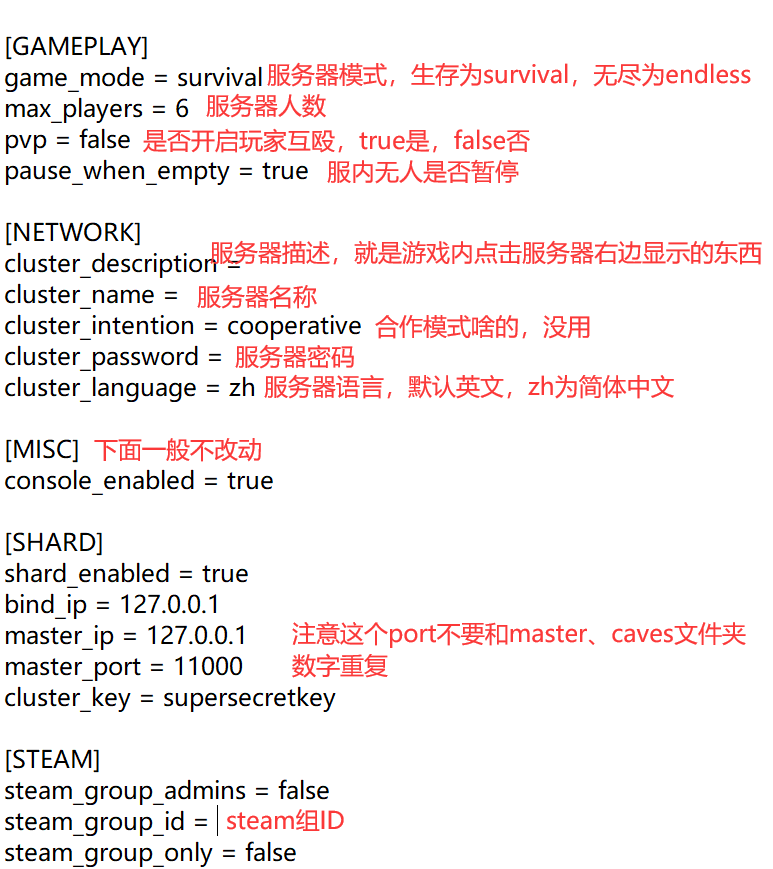 [GAMEPLAY]
game_mode = survival 服务器模式，生存为survival，无尽为endless
max_players = 6 服务器人数
pvp = false 是否开启玩家互殴，true是，false否
pause_when_empty = true 服内无人是否暂停
[NETWORK]
cluster_description = 服务器描述，就是游戏内点击服务器右边显示的东西
cluster_name = 服务器名称
cluster_intention = cooperative 合作模式啥的，没用
cluster_password = 服务器密码
cluster_language = zh 服务器语言，默认英文，zh为简体中文
[MISC] 下面一般不改动
console_enabled = true
[SHARD]
shard_enabled = true
bind_ip = 127.0.0.1
master_ip = 127.0.0.1 注意这个port不要和master、caves文件夹
master_port = 11000 数字重复
cluster_key = supersecretkey
[STEAM]
steam_group_admins = false
steam_group_id = steam组ID
steam_group_only = false